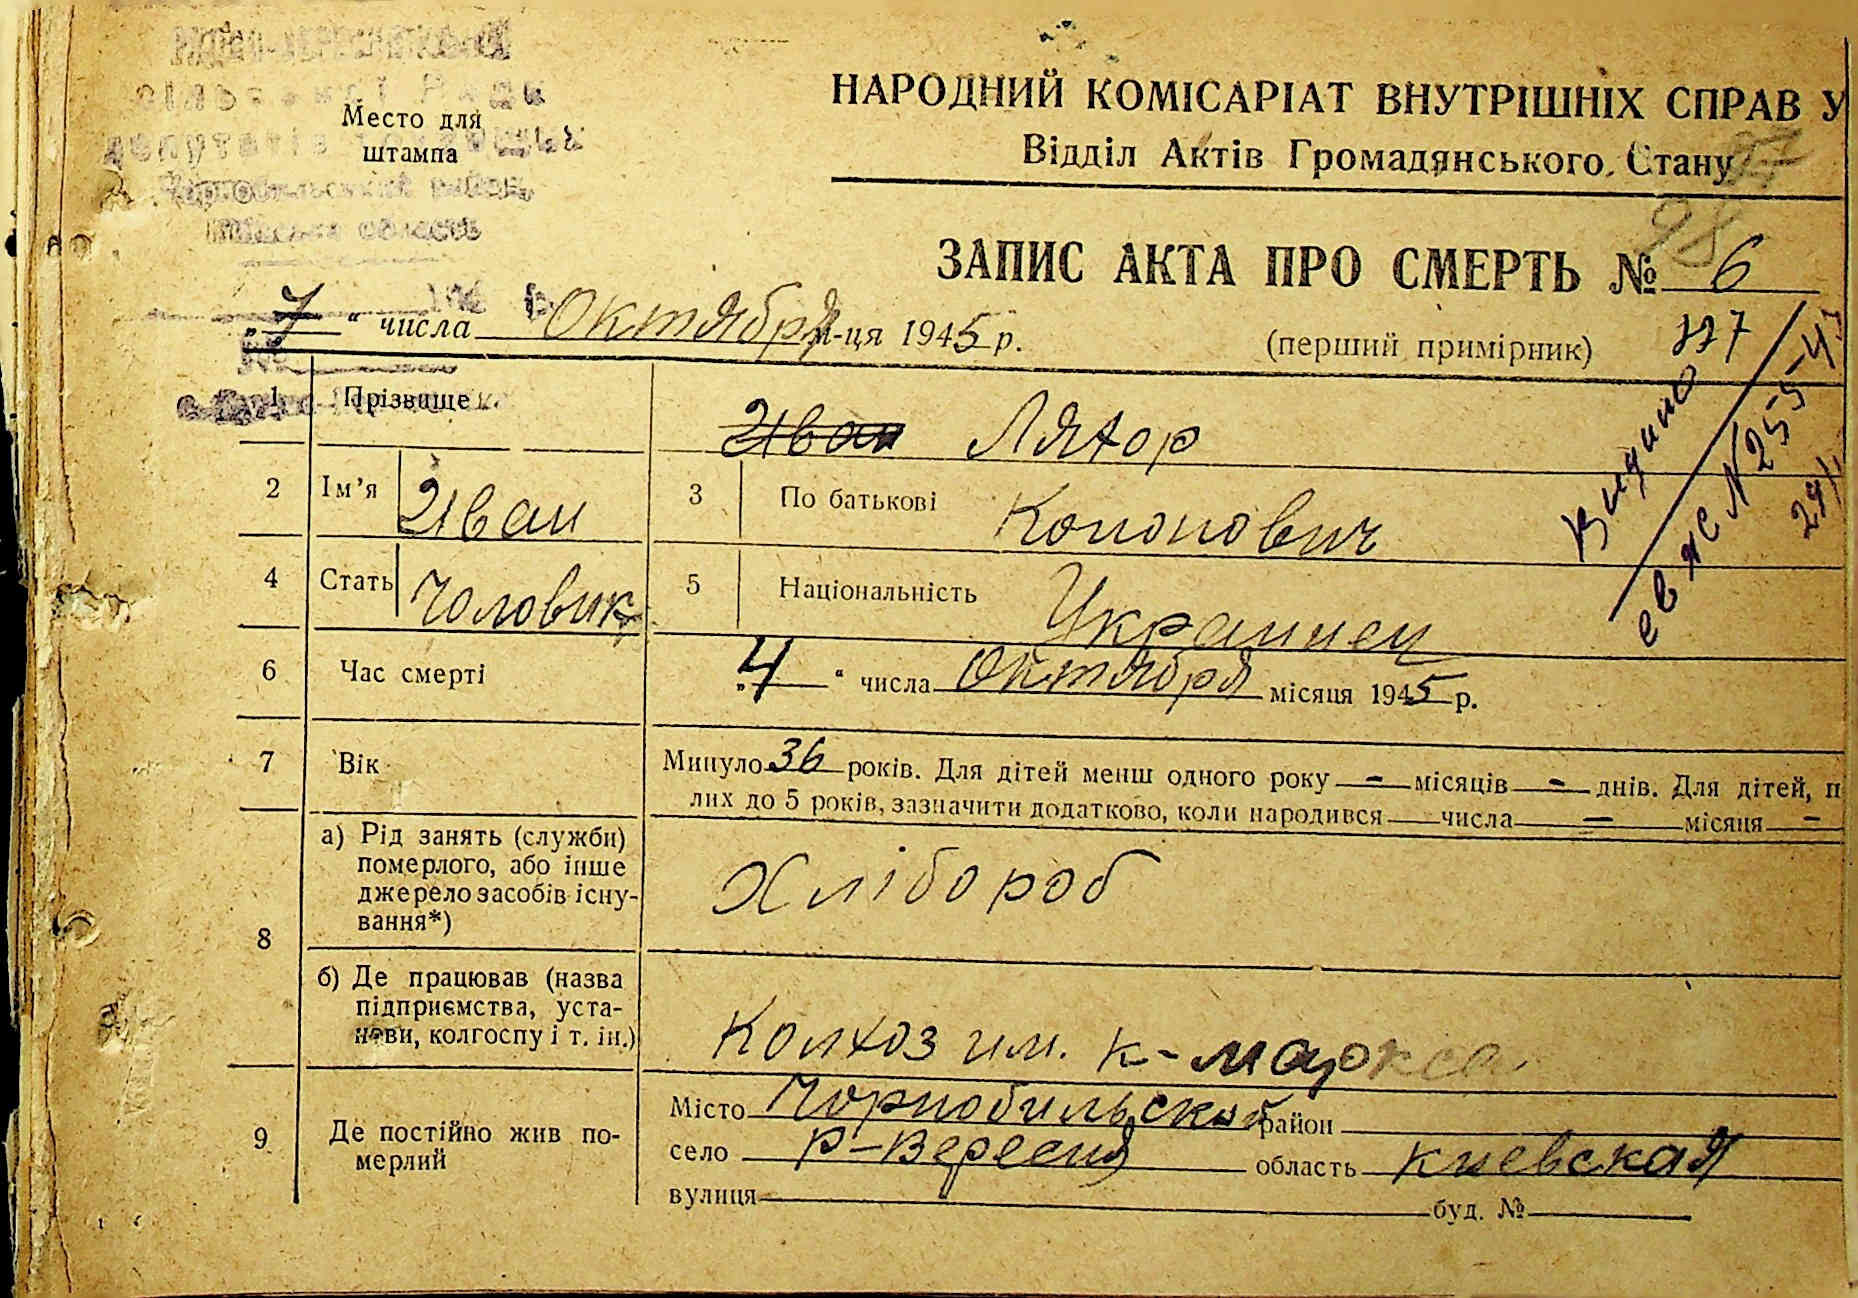 Место для
штампа
НАРОДНИЙ КОМІСАРІАТ ВНУТРІШНІХ СПРАВ У
Відділ Актів Громадянського Стану
98
ЗАПИС АКТА ПРО СМЕРТЬ № 6
„7“ числа Октября м-ця 1945 р.
(перший примірник)
1 Прізвище Иван Ляхор
2 Ім’я Иван 3 По батькові Кононович
4 Стать Чоловик 5 Національність Украинец
6 Час смерті „4“ числа Октября місяця 1945 р.
7 Вік Минуло 36 років. Для дітей менш одного року – місяців – днів. Для дітей, п
лих до 5 років, зазначити додатково, коли народився числа – місяця –
8 а) Рід занять (служби)
померлого, або інше
джерело засобів існу-
вання*)
Хлібороб
б) Де працював (назва
підприємства, уста-
нови, колгоспу і т. ін.)
Колхоз им. К-Маркса
9 Де постійно жив по-
мерлий
Місто Чорнобильский район
село Р-Вересня область Киевская
вулиця буд. №